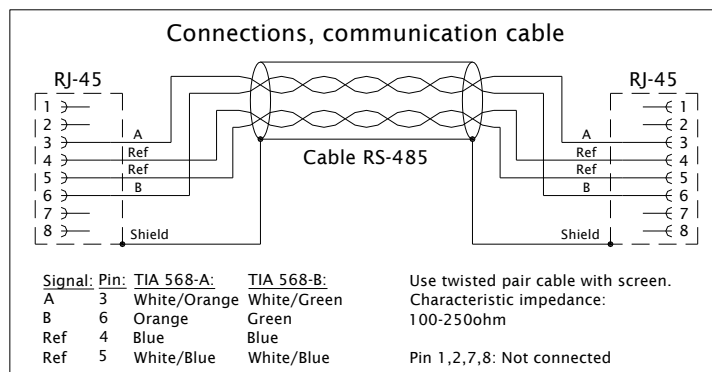 Connections, communication cable
RJ-45
RJ-45
1
2
3
4
5
6
7
8
A
Ref
Ref
B
Shield
Cable RS-485
A
Ref
Ref
B
Shield
1
2
3
4
5
6
7
8
Signal: Pin: TIA 568-A: TIA 568-B:
A 3 White/Orange White/Green
B 6 Orange Green
Ref 4 Blue Blue
Ref 5 White/Blue White/Blue
Use twisted pair cable with screen.
Characteristic impedance:
100-250ohm
Pin 1,2,7,8: Not connected